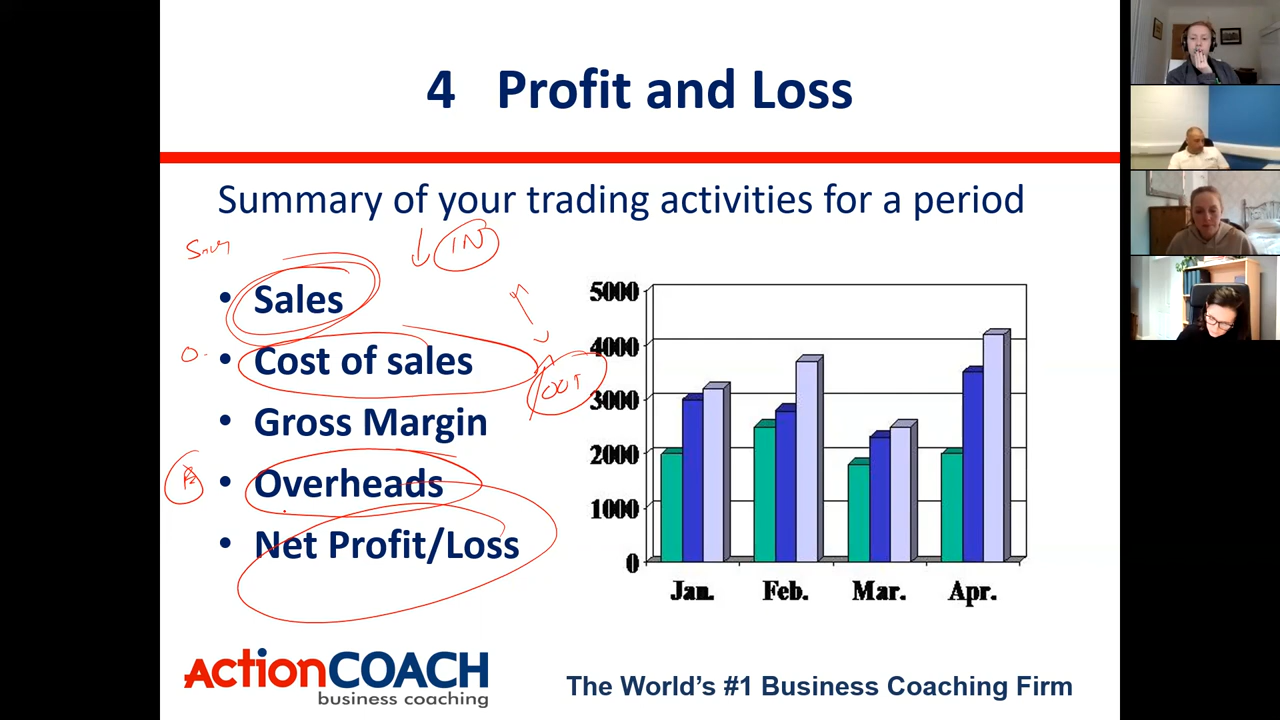 4 Profit and Loss
Summary of your trading activities for a period
IN
• Sales
• Cost of sales
OUT
• Gross Margin
• Overheads
• Net Profit/Loss
5000
4000
3000
2000
1000
0
Jan. Feb. Mar. Apr.
ActionCOACH
business coaching
The World's #1 Business Coaching Firm